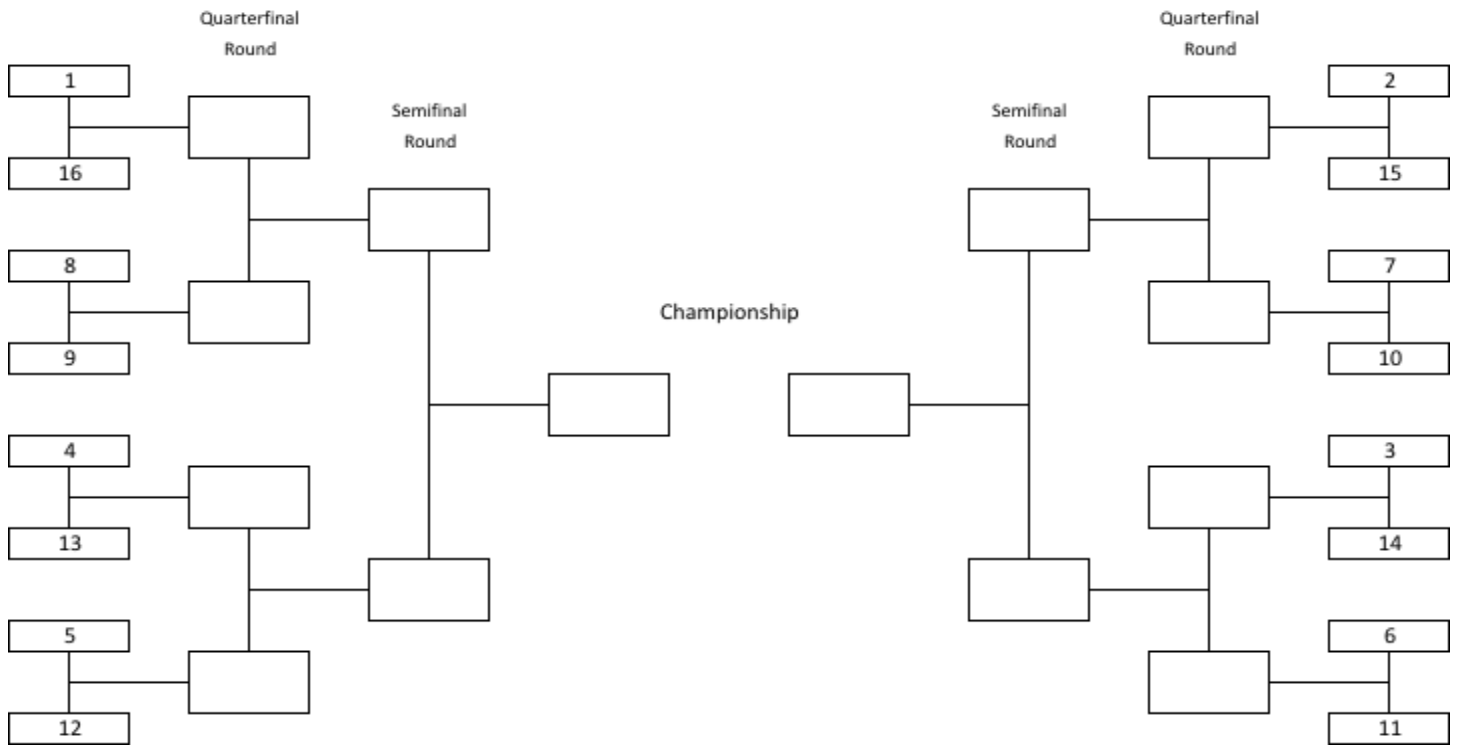 Quarterfinal
Round
Quarterfinal
Round
1
2
Semifinal
Round
Semifinal
Round
16
15
8
7
Championship
9
10
4
3
13
14
5
6
12
11